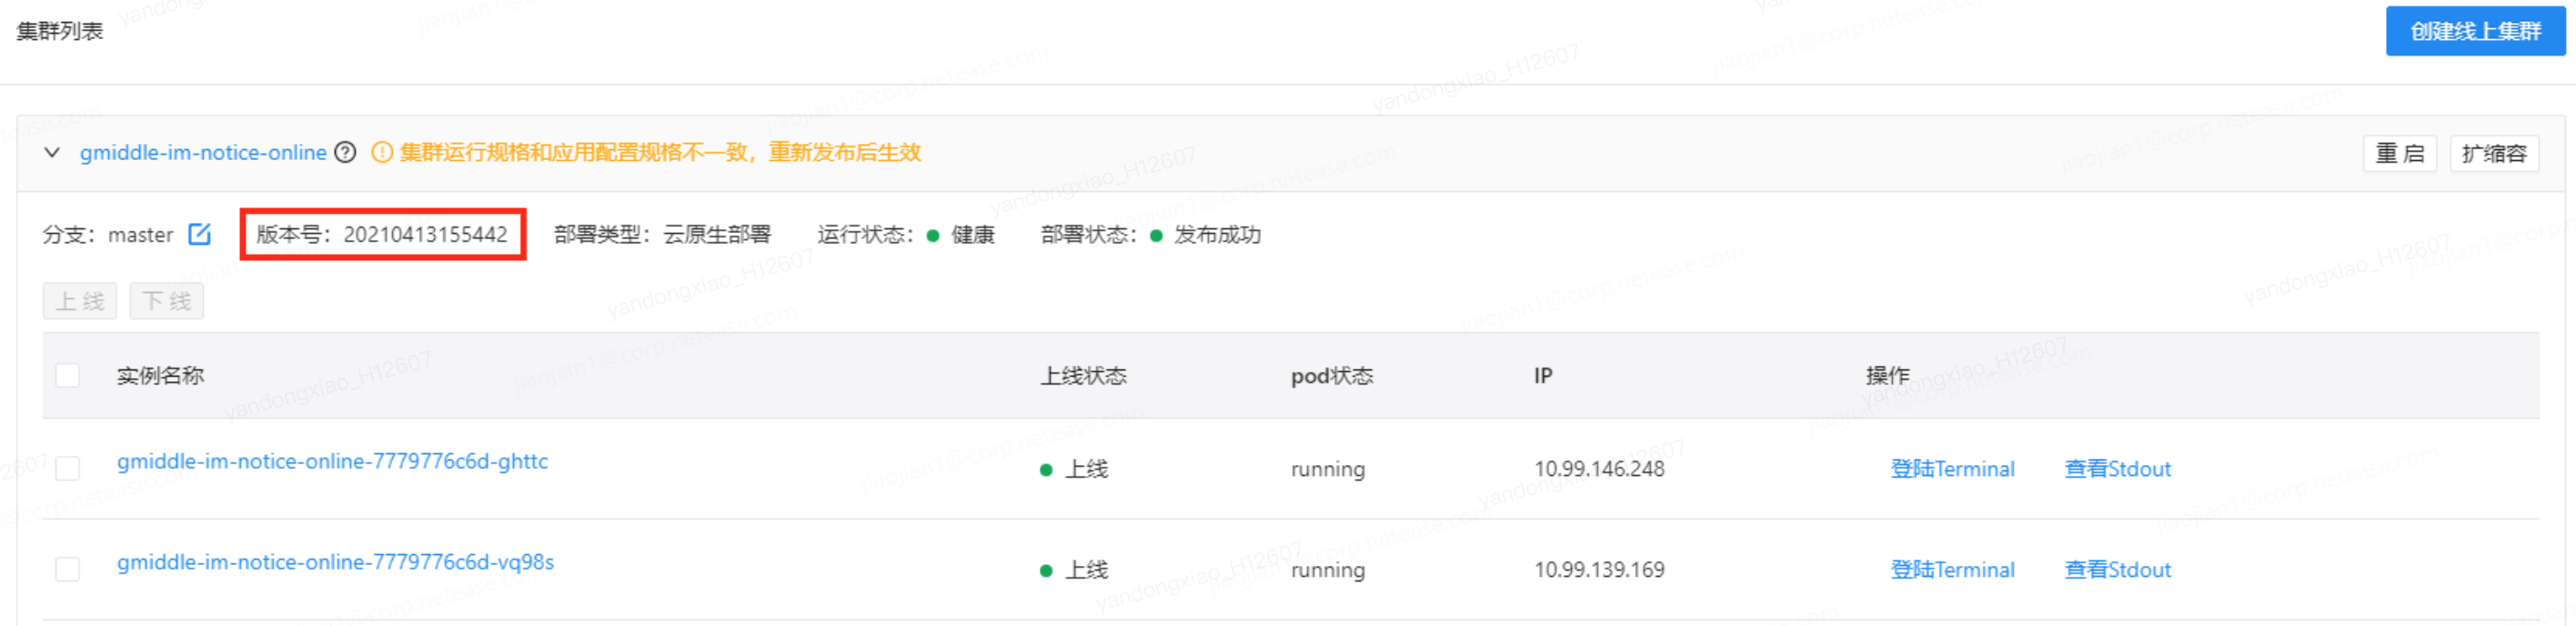 集群列表
创建线上集群
gmiddle-im-notice-online ? ! 集群运行规格和应用配置规格不一致，重新发布后生效
重 启 扩缩容
分支：master 版本号：20210413155442 部署类型：云原生部署 运行状态： 健康 部署状态： 发布成功
上 线 下 线
实例名称 上线状态 pod状态 IP 操作
gmiddle-im-notice-online-7779776c6d-ghttc 上线 running 10.99.146.248 登陆Terminal 查看Stdout
gmiddle-im-notice-online-7779776c6d-vq98s 上线 running 10.99.139.169 登陆Terminal 查看Stdout
yandongxiao_H12607
jiaojian1@corp.netease.com